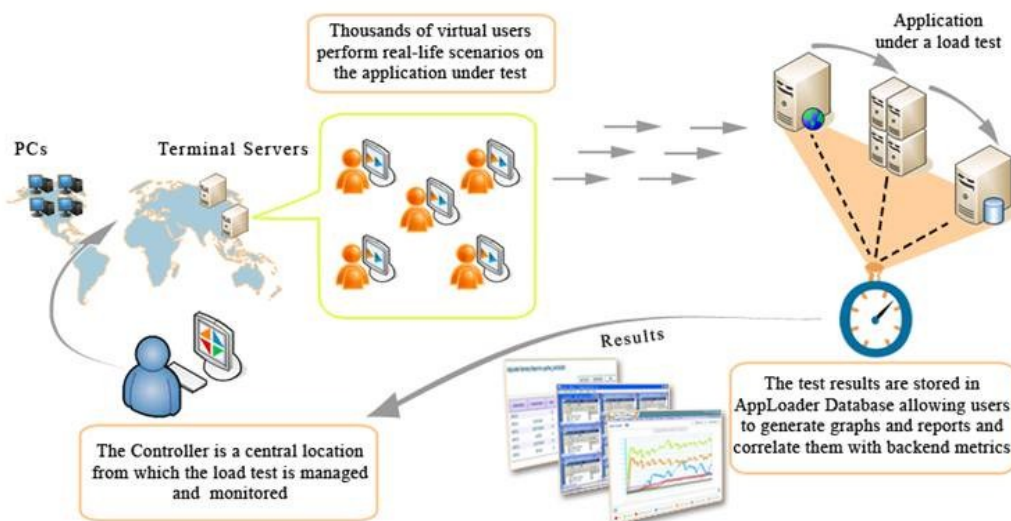 Thousands of virtual users
perform real-life scenarios on
the application under test
Application
under a load test
PCs
Terminal Servers
Results
The test results are stored in
AppLoader Database allowing users
to generate graphs and reports and
correlate them with backend metrics
The Controller is a central location
from which the load test is managed
and monitored